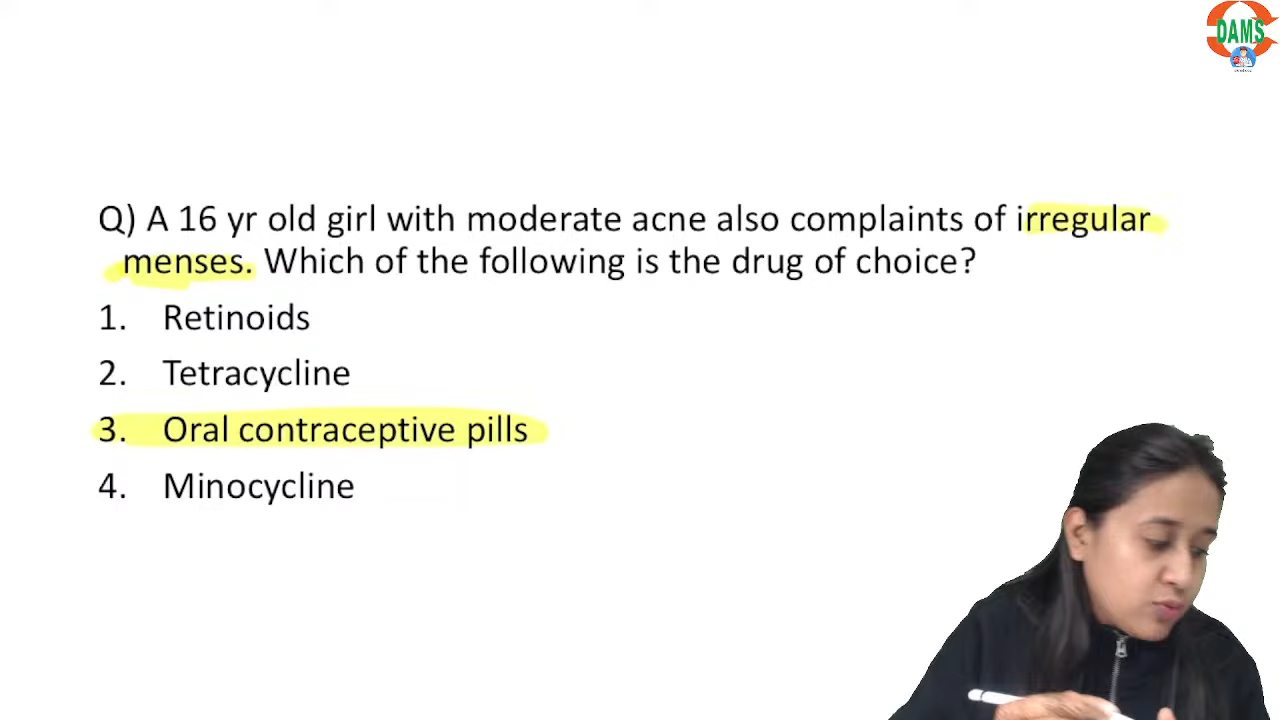 DAMS
Q) A 16 yr old girl with moderate acne also complaints of irregular
menses. Which of the following is the drug of choice?
1. Retinoids
2. Tetracycline
3. Oral contraceptive pills
4. Minocycline